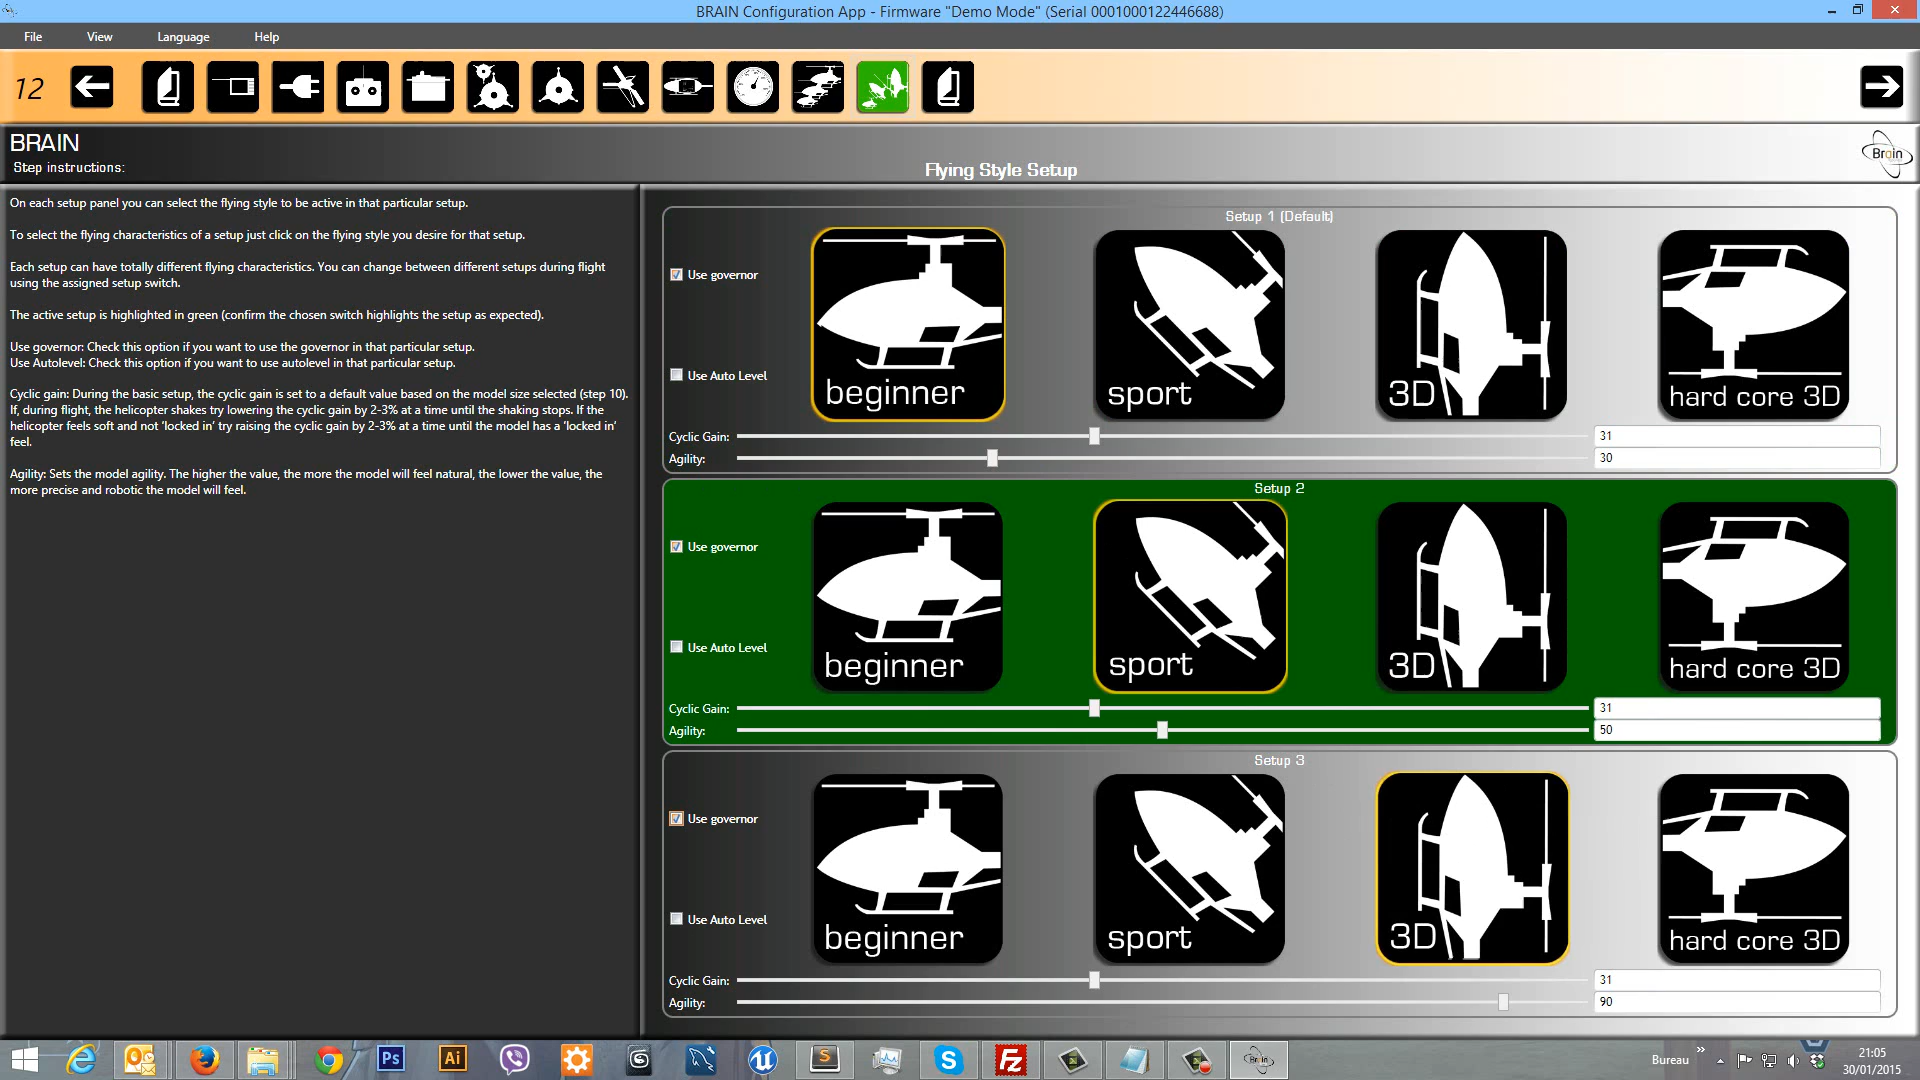 BRAIN Configuration App - Firmware "Demo Mode" (Serial 0001000122446688)
File View Language Help
12
BRAIN
Step instructions:
Flying Style Setup
Brain
On each setup panel you can select the flying style to be active in that particular setup.
To select the flying characteristics of a setup just click on the flying style you desire for that setup.
Each setup can have totally different flying characteristics. You can change between different setups during flight
using the assigned setup switch.
The active setup is highlighted in green (confirm the chosen switch highlights the setup as expected).
Use governor: Check this option if you want to use the governor in that particular setup.
Use Autolevel: Check this option if you want to use autolevel in that particular setup.
Cyclic gain: During the basic setup, the cyclic gain is set to a default value based on the model size selected (step 10).
If, during flight, the helicopter shakes try lowering the cyclic gain by 2-3% at a time until the shaking stops. If the
helicopter feels soft and not ‘locked in’ try raising the cyclic gain by 2-3% at a time until the model has a ‘locked in’
feel.
Agility: Sets the model agility. The higher the value, the more the model will feel natural, the lower the value, the
more precise and robotic the model will feel.
Setup 1 (Default)
Use governor
Use Auto Level
beginner sport 3D hard core 3D
Cyclic Gain: 31
Agility: 30
Setup 2
Use governor
Use Auto Level
beginner sport 3D hard core 3D
Cyclic Gain: 31
Agility: 50
Setup 3
Use governor
Use Auto Level
beginner sport 3D hard core 3D
Cyclic Gain: 31
Agility: 90
Ps Ai S S Fz Brain
Bureau
21:05
30/01/2015